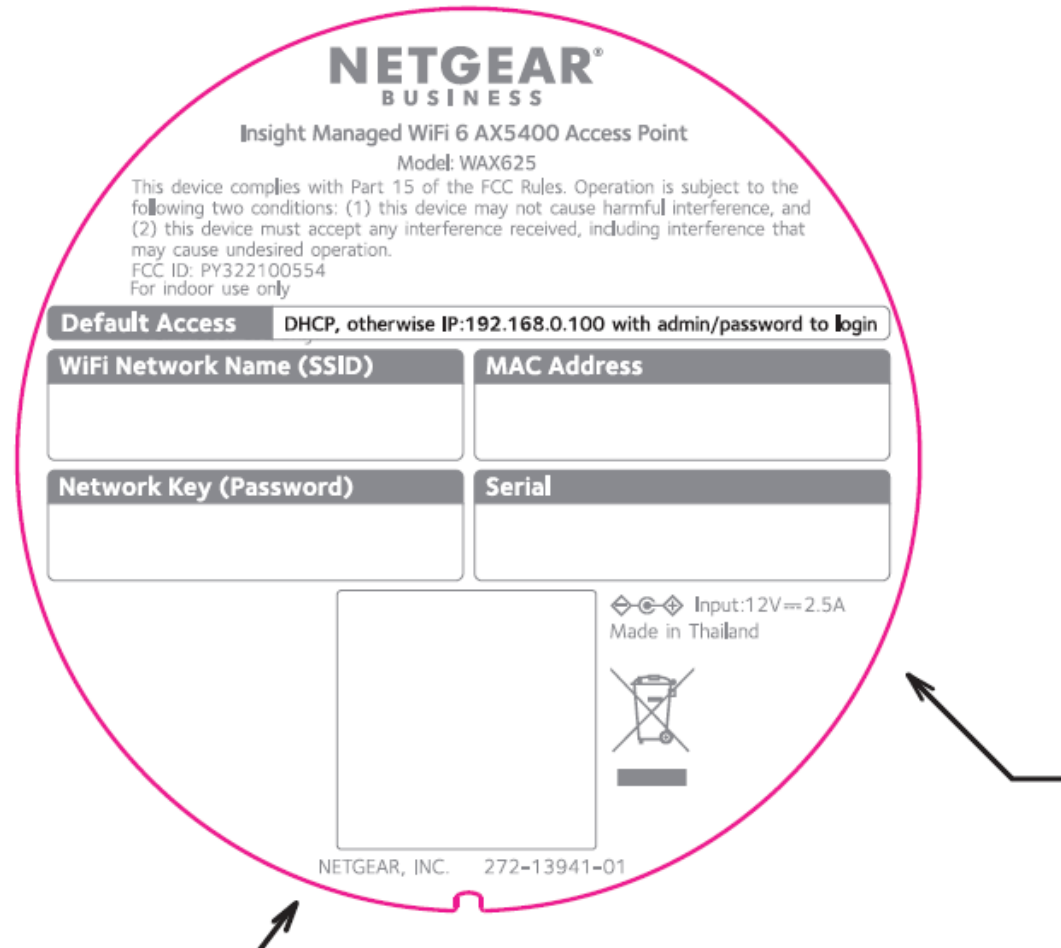 NETGEAR®
BUSINESS
Insight Managed WiFi 6 AX5400 Access Point
Model: WAX625
This device complies with Part 15 of the FCC Rules. Operation is subject to the
following two conditions: (1) this device may not cause harmful interference, and
(2) this device must accept any interference received, including interference that
may cause undesired operation.
FCC ID: PY322100554
For indoor use only
Default Access DHCP, otherwise IP:192.168.0.100 with admin/password to login
WiFi Network Name (SSID) MAC Address
Network Key (Password) Serial
Input:12V⎓2.5A
Made in Thailand
NETGEAR, INC. 272-13941-01